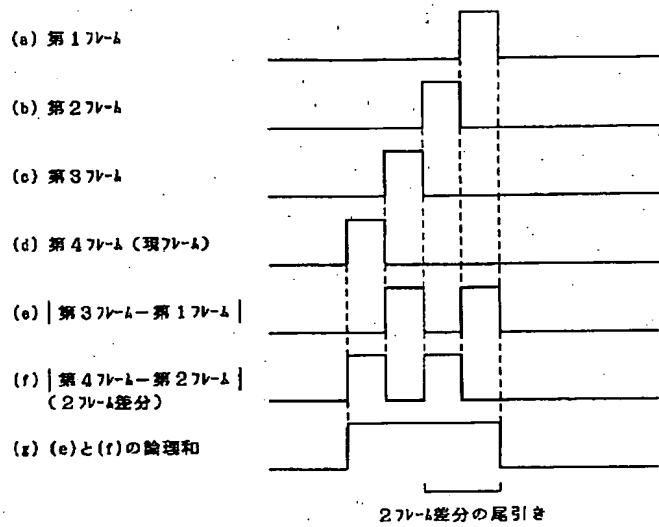 (a) 第1フレーム
(b) 第2フレーム
(c) 第3フレーム
(d) 第4フレーム (現フレーム)
(e) |第3フレーム－第1フレーム|
(f) |第4フレーム－第2フレーム|
(2フレーム差分)
(g) (e)と(f)の論理和
2フレーム差分の尾引き